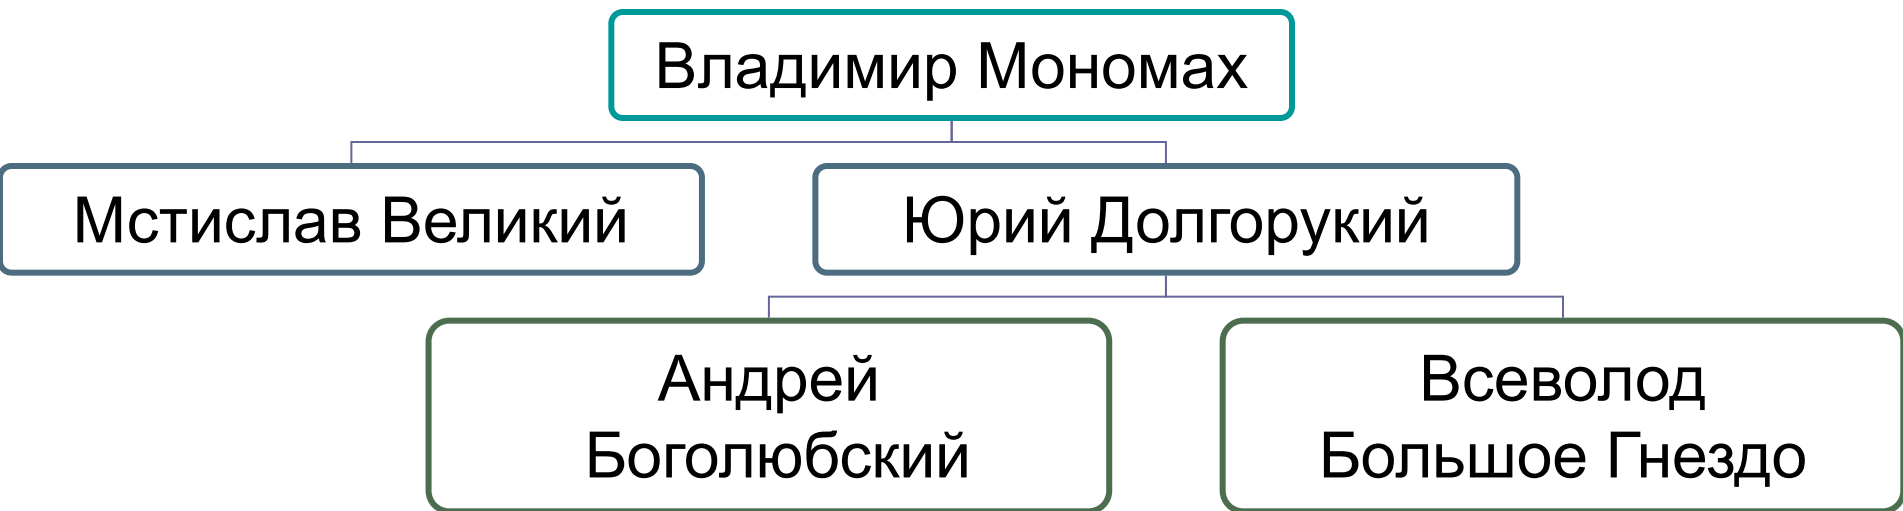 Владимир Мономах
Мстислав Великий
Юрий Долгорукий
Андрей
Боголюбский
Всеволод
Большое Гнездо